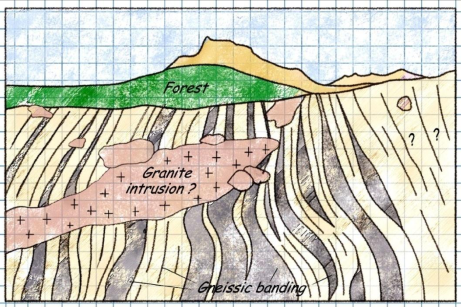 Forest
? ?
Granite
intrusion ?
Gneissic banding